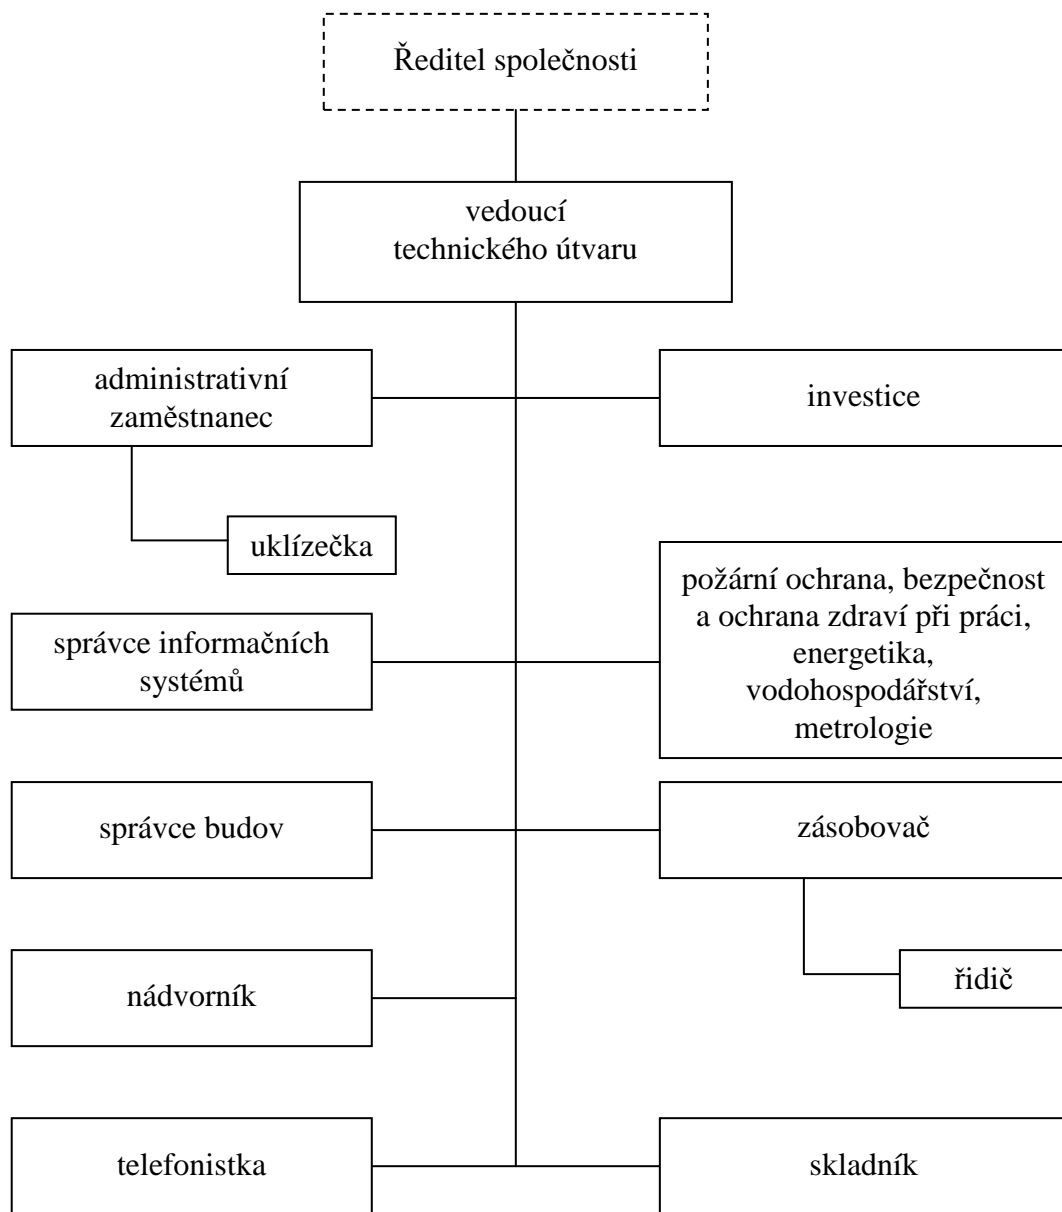 Ředitel společnosti
vedoucí
technického útvaru
administrativní
zaměstnanec
investice
uklízečka
požární ochrana, bezpečnost
a ochrana zdraví při práci,
energetika,
vodohospodářství,
metrologie
správce informačních
systémů
správce budov
zásobovač
řidič
nádvorník
telefonistka
skladník